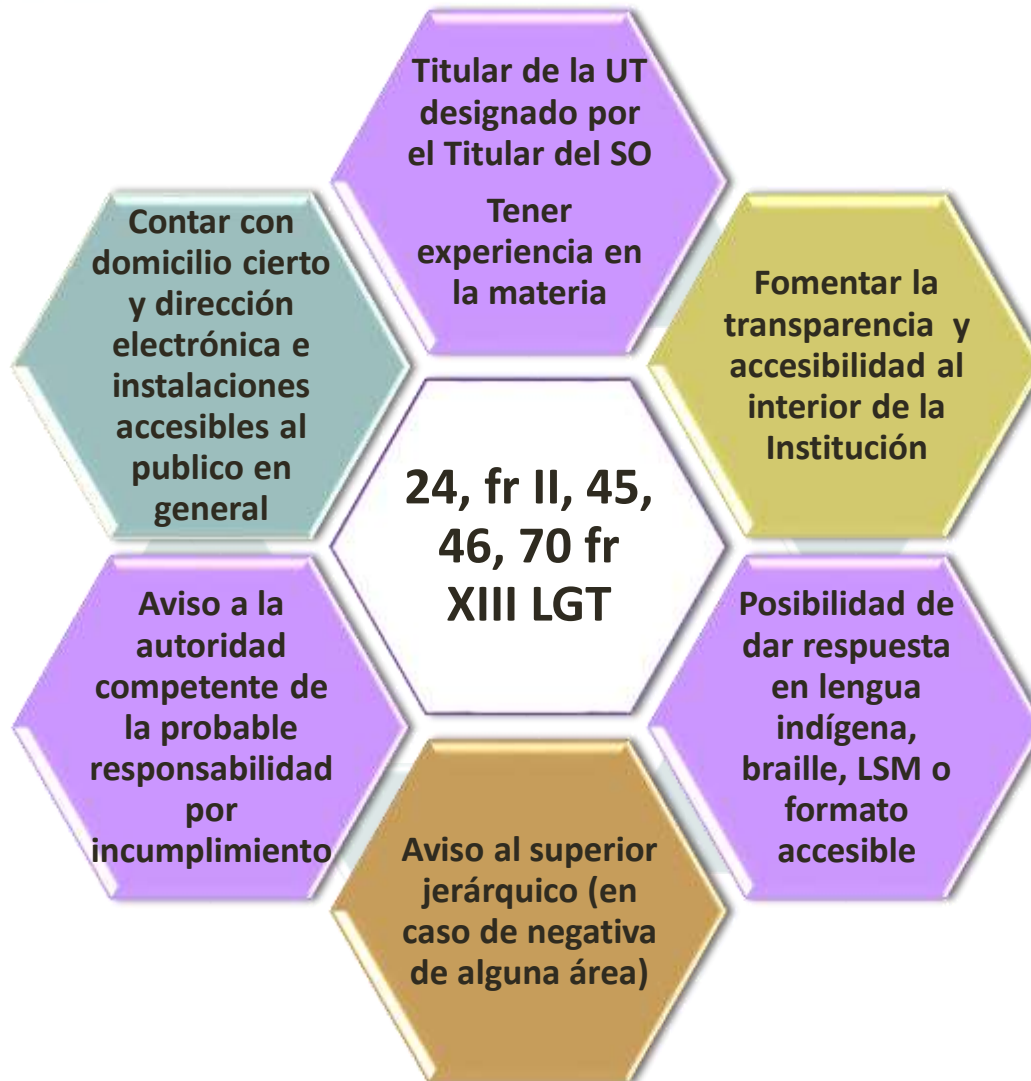 Titular de la UT
designado por
el Titular del SO
Tener
experiencia en
la materia
Contar con
domicilio cierto
y dirección
electrónica e
instalaciones
accesibles al
publico en
general
Fomentar la
transparencia y
accesibilidad al
interior de la
Institución
24, fr II, 45,
46, 70 fr
XIII LGT
Aviso a la
autoridad
competente de
la probable
responsabilidad
por
incumplimiento
Posibilidad de
dar respuesta
en lengua
indígena,
braille, LSM o
formato
accesible
Aviso al superior
jerárquico (en
caso de negativa
de alguna área)